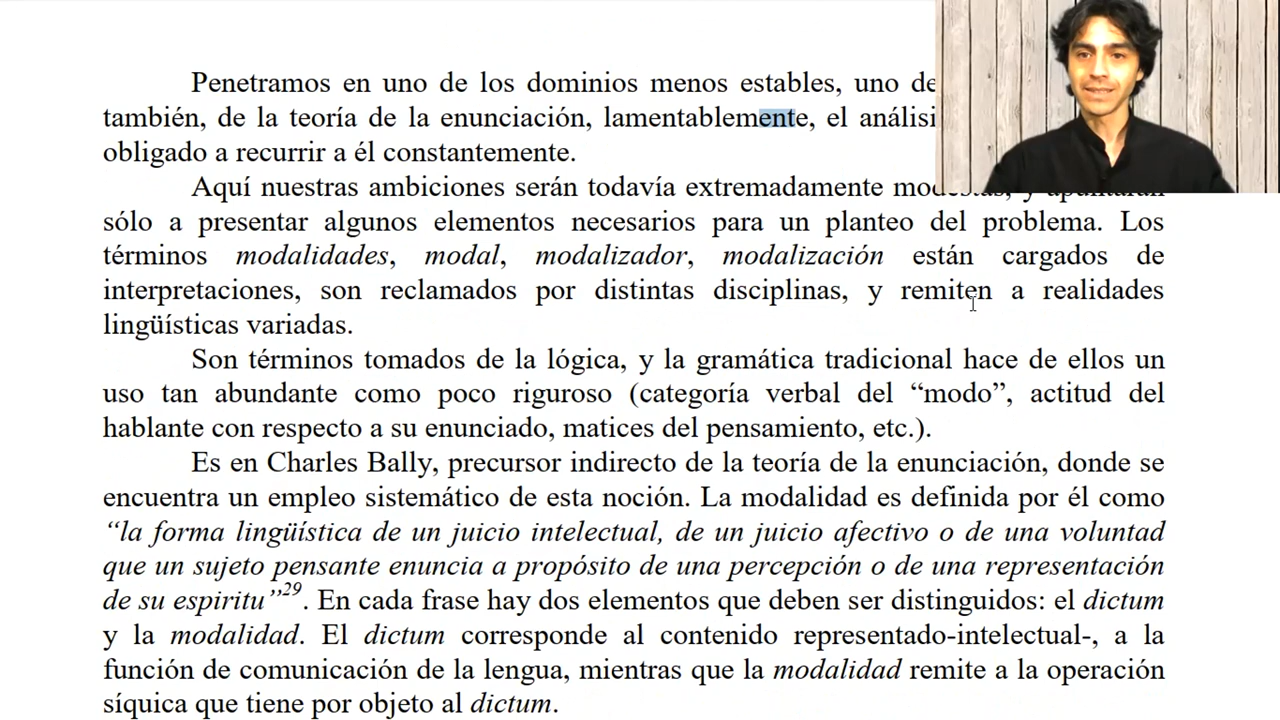 Penetramos en uno de los dominios menos estables, uno de
también, de la teoría de la enunciación, lamentablemente, el
obligado a recurrir a él constantemente.
Aquí nuestras ambiciones serán todavía extremadamente
sólo a presentar algunos elementos necesarios para un planteo del problema. Los
términos modalidades, modal, modalizador, modalización están cargados de
interpretaciones, son reclamados por distintas disciplinas, y remiten a realidades
lingüísticas variadas.
Son términos tomados de la lógica, y la gramática tradicional hace de ellos un
uso tan abundante como poco riguroso (categoría verbal del “modo”, actitud del
hablante con respecto a su enunciado, matices del pensamiento, etc.).
Es en Charles Bally, precursor indirecto de la teoría de la enunciación, donde se
encuentra un empleo sistemático de esta noción. La modalidad es definida por él como
“la forma lingüística de un juicio intelectual, de un juicio afectivo o de una voluntad
que un sujeto pensante enuncia a propósito de una percepción o de una representación
de su espiritu”29. En cada frase hay dos elementos que deben ser distinguidos: el dictum
y la modalidad. El dictum corresponde al contenido representado-intelectual-, a la
función de comunicación de la lengua, mientras que la modalidad remite a la operación
síquica que tiene por objeto al dictum.